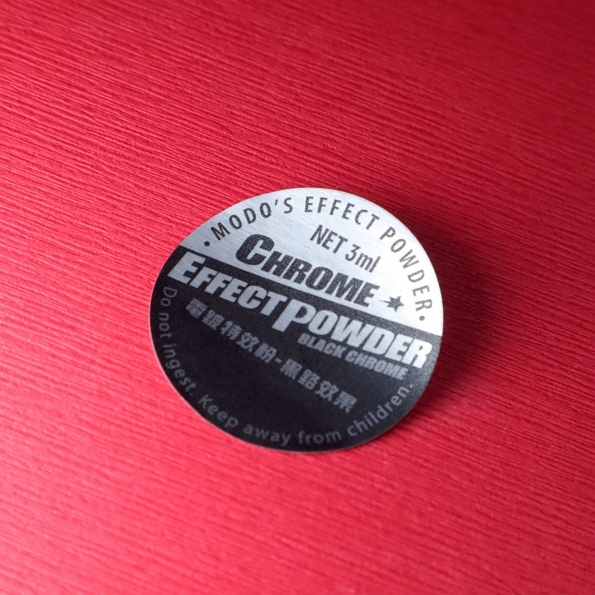 • MODO'S EFFECT POWDER •
NET 3ml
CHROME
EFFECT POWDER
BLACK CHROME
電鍍特效粉-黑鉻效果
Do not ingest. Keep away from children.